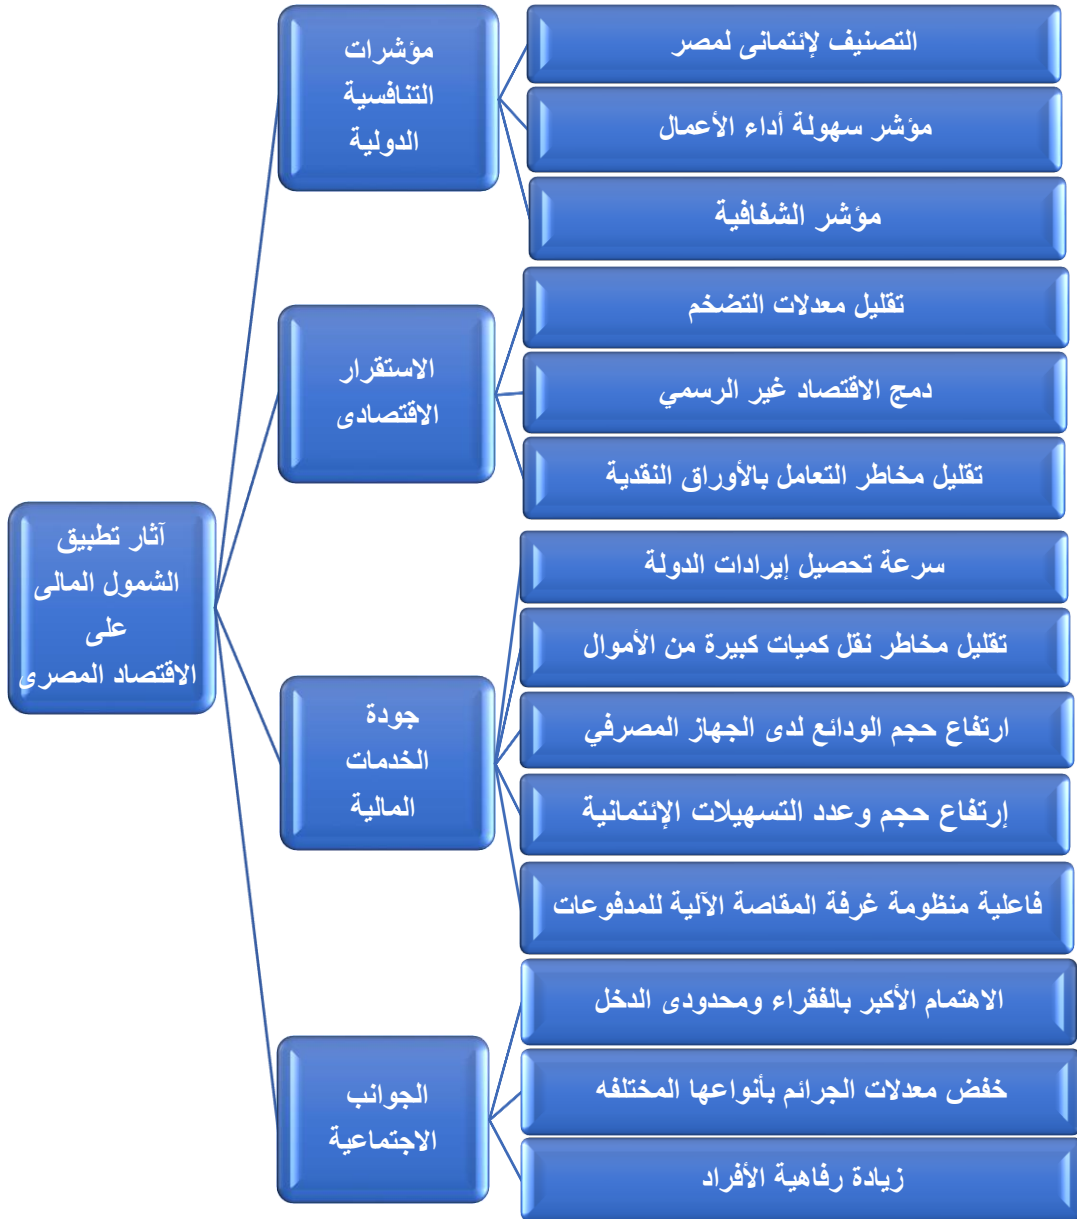 آثار تطبيق
الشمول المالى
على
الاقتصاد المصرى
مؤشرات
التنافسية
الدولية
التصنيف لإئتمانى لمصر
مؤشر سهولة أداء الأعمال
مؤشر الشفافية
الاستقرار
الاقتصادى
تقليل معدلات التضخم
دمج الاقتصاد غير الرسمي
تقليل مخاطر التعامل بالأوراق النقدية
جودة
الخدمات
المالية
سرعة تحصيل إيرادات الدولة
تقليل مخاطر نقل كميات كبيرة من الأموال
ارتفاع حجم الودائع لدى الجهاز المصرفي
إرتفاع حجم وعدد التسهيلات الإئتمانية
فاعلية منظومة غرفة المقاصة الآلية للمدفوعات
الجوانب
الاجتماعية
الاهتمام الأكبر بالفقراء ومحدودى الدخل
خفض معدلات الجرائم بأنواعها المختلفه
زيادة رفاهية الأفراد